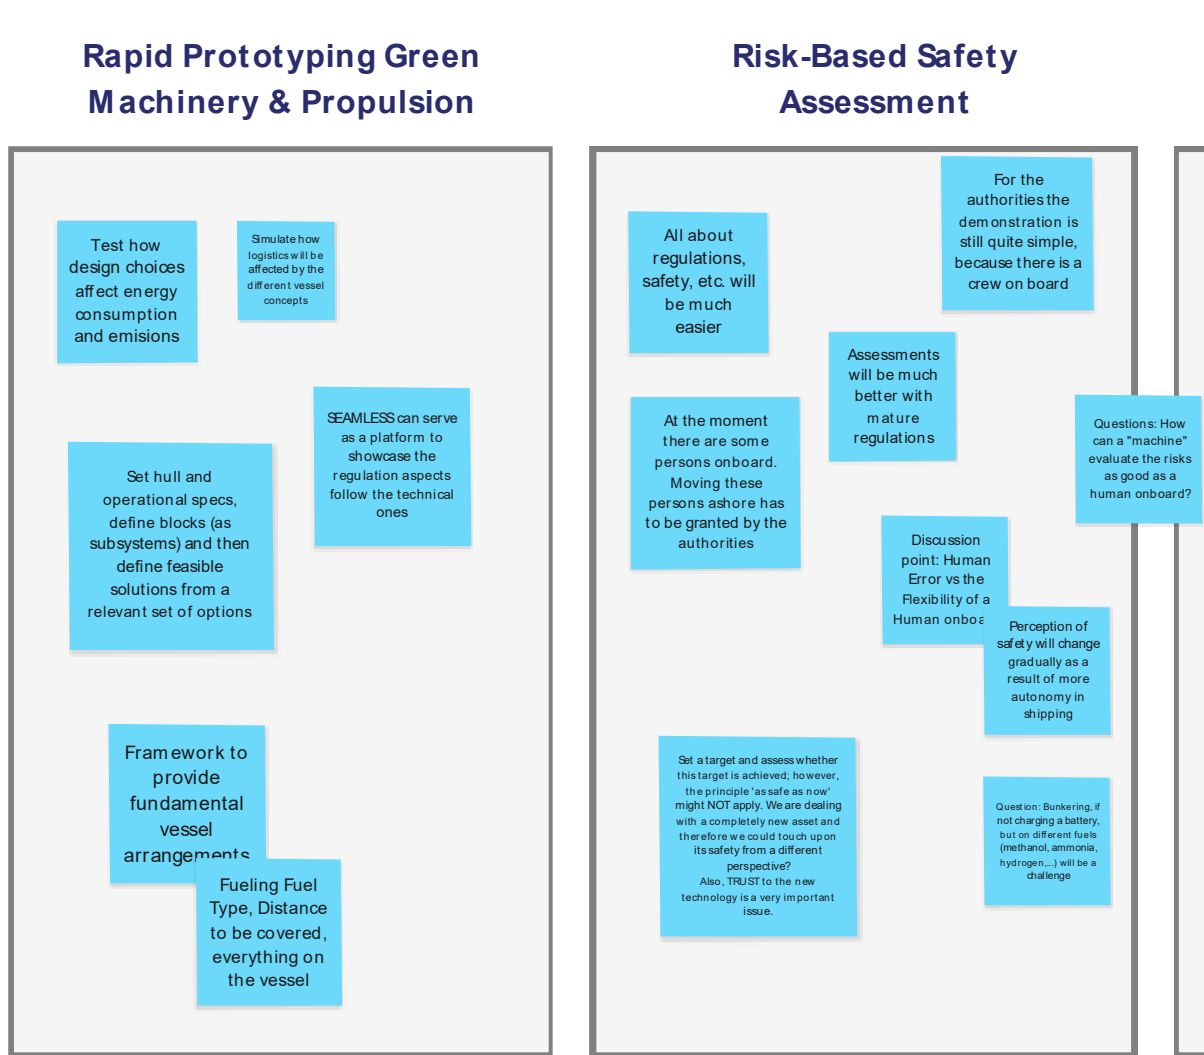 Rapid Prototyping Green
Machinery & Propulsion
Test how
design choices
affect energy
consumption
and emisions
Simulate how
logistics will be
affected by the
different vessel
concepts
SEAMLESS can serve
as a platform to
showcase the
regulation aspects
follow the technical
ones
Set hull and
operational specs,
define blocks (as
subsystems) and then
define feasible
solutions from a
relevant set of options
Framework to
provide
fundamental
vessel
arrangements
Fueling Fuel
Type, Distance
to be covered,
everything on
the vessel
Risk-Based Safety
Assessment
For the
authorities the
demonstration is
still quite simple,
because there is a
crew on board
All about
regulations,
safety, etc. will
be much
easier
Assessments
will be much
better with
mature
regulations
At the moment
there are some
persons onboard.
Moving these
persons ashore has
to be granted by the
authorities
Questions: How
can a "machine"
evaluate the risks
as good as a
human onboard?
Discussion
point: Human
Error vs the
Flexibility of a
Human onboa
Perception of
safety will change
gradually as a
result of more
autonomy in
shipping
Set a target and assess whether
this target is achieved; however,
the principle 'as safe as now'
might NOT apply. We are dealing
with a completely new asset and
therefore we could touch upon
its safety from a different
perspective?
Also, TRUST to the new
technology is a very important
issue.
Question: Bunkering, if
not charging a battery,
but on different fuels
(methanol, ammonia,
hydrogen,...) will be a
challenge